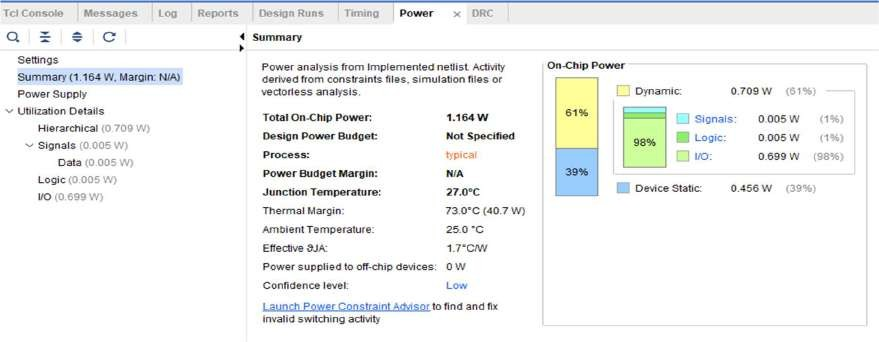 Tcl Console Messages Log Reports Design Runs Timing Power × DRC
Settings
Summary (1.164 W, Margin: N/A)
Power Supply
Utilization Details
Hierarchical (0.709 W)
Signals (0.005 W)
Data (0.005 W)
Logic (0.005 W)
I/O (0.699 W)
Summary
Power analysis from Implemented netlist. Activity
derived from constraints files, simulation files or
vectorless analysis.
Total On-Chip Power: 1.164 W
Design Power Budget: Not Specified
Process: typical
Power Budget Margin: N/A
Junction Temperature: 27.0°C
Thermal Margin: 73.0°C (40.7 W)
Ambient Temperature: 25.0 °C
Effective ϑJA: 1.7°C/W
Power supplied to off-chip devices: 0 W
Confidence level: Low
Launch Power Constraint Advisor to find and fix
invalid switching activity
On-Chip Power
61%
39%
Dynamic: 0.709 W (61%)
98%
Signals: 0.005 W (1%)
Logic: 0.005 W (1%)
I/O: 0.699 W (98%)
Device Static: 0.456 W (39%)